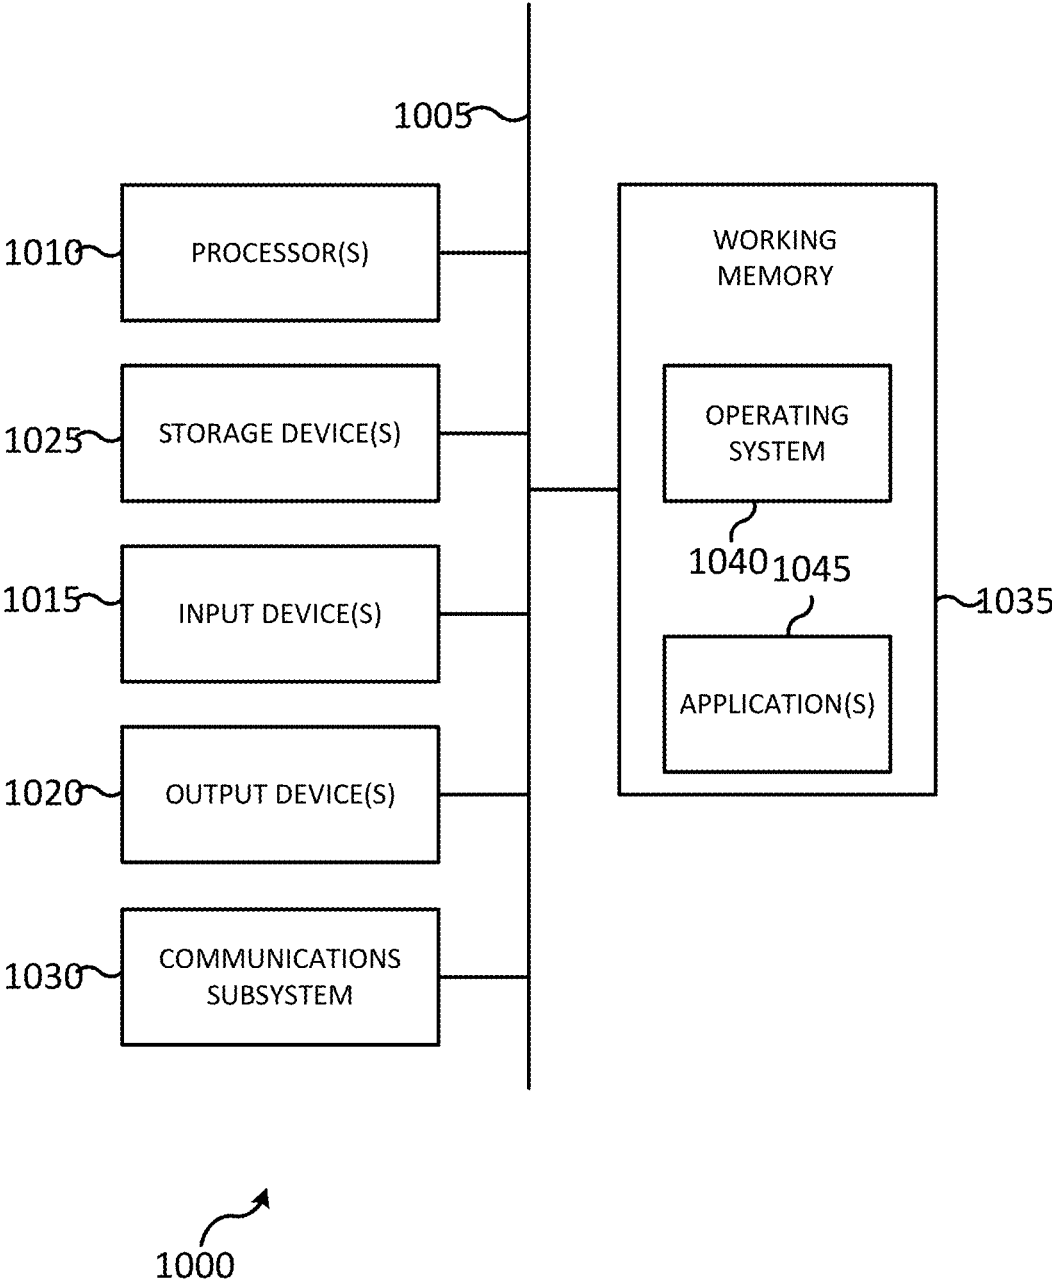 1005
1010
PROCESSOR(S)
WORKING
MEMORY
1025
STORAGE DEVICE(S)
OPERATING
SYSTEM
1040
1045
1015
INPUT DEVICE(S)
1035
APPLICATION(S)
1020
OUTPUT DEVICE(S)
1030
COMMUNICATIONS
SUBSYSTEM
1000